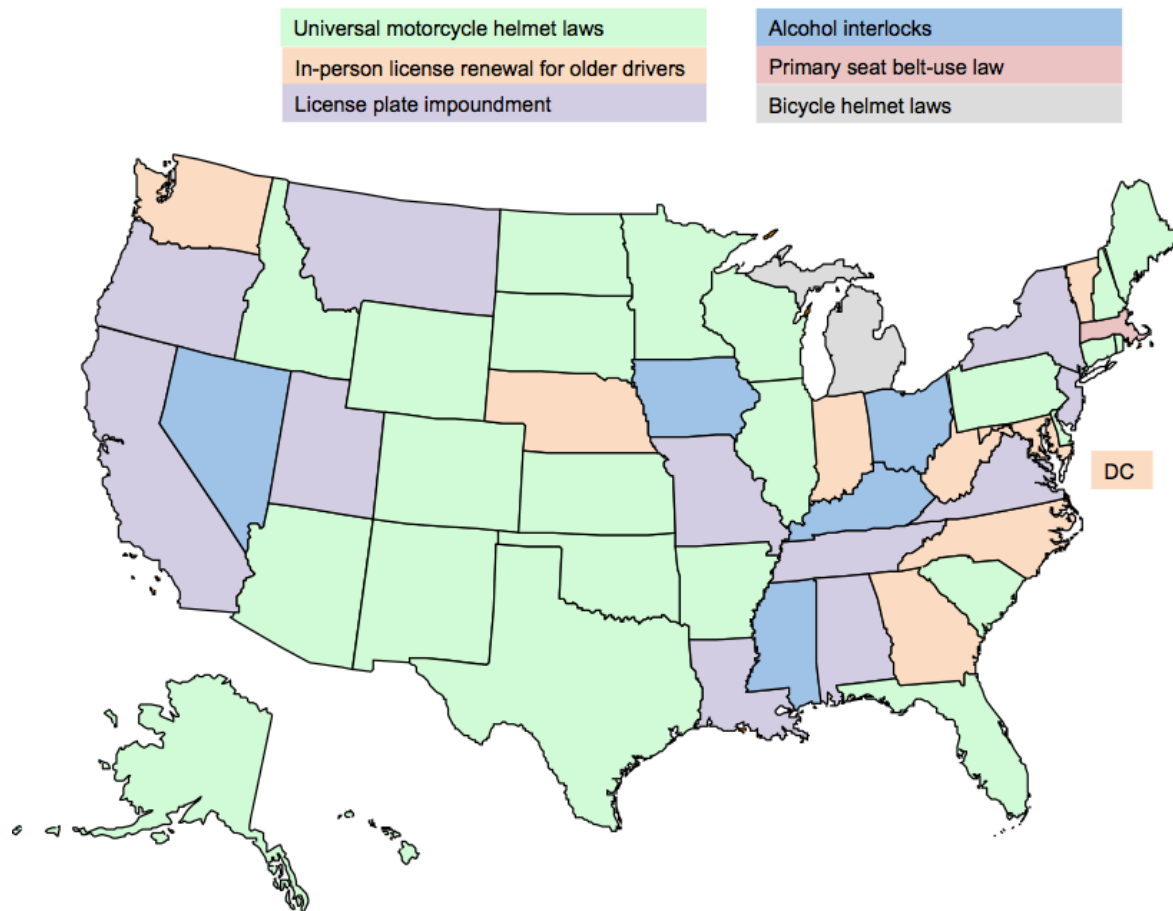 Universal motorcycle helmet laws
In-person license renewal for older drivers
License plate impoundment
Alcohol interlocks
Primary seat belt-use law
Bicycle helmet laws
DC